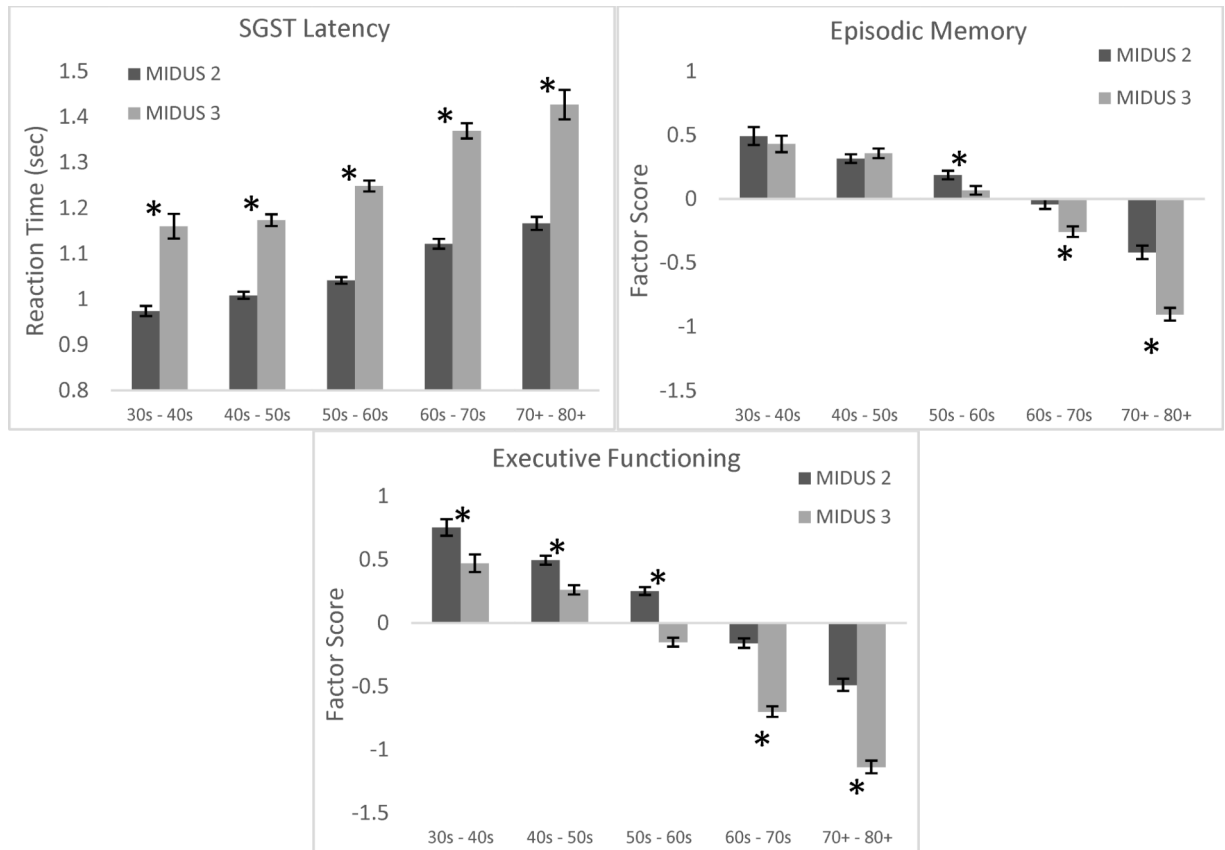 SGST Latency
MIDUS 2
MIDUS 3
Reaction Time (sec)
1.5
1.4
1.3
1.2
1.1
1
0.9
0.8
*
*
*
*
*
30s - 40s 40s - 50s 50s - 60s 60s - 70s 70+ - 80+
Episodic Memory
MIDUS 2
MIDUS 3
Factor Score
1
0.5
0
-0.5
-1
-1.5
*
*
*
30s - 40s 40s - 50s 50s - 60s 60s - 70s 70+ - 80+
Executive Functioning
MIDUS 2
MIDUS 3
Factor Score
1
0.5
0
-0.5
-1
-1.5
*
*
*
*
*
30s - 40s 40s - 50s 50s - 60s 60s - 70s 70+ - 80+